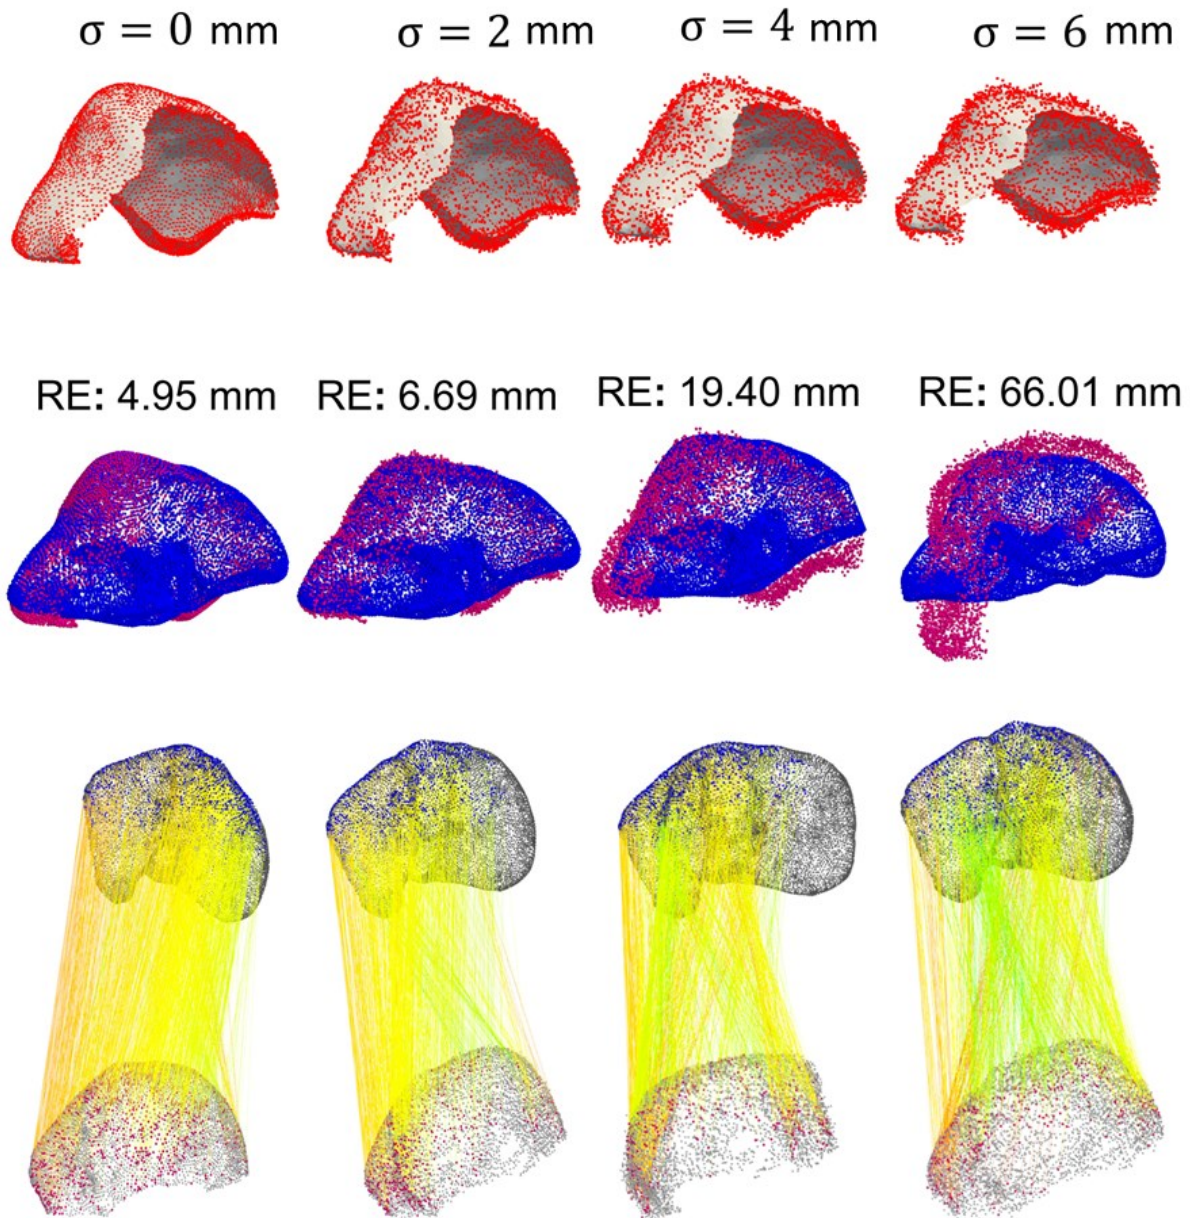 σ = 0 mm σ = 2 mm σ = 4 mm σ = 6 mm
RE: 4.95 mm RE: 6.69 mm RE: 19.40 mm RE: 66.01 mm